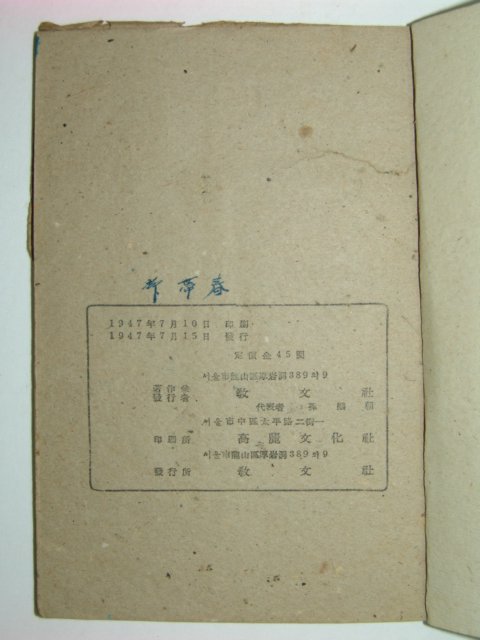 春
1947年7月10日 印刷
1947年7月15日 發行
定價金45圓
서울市龍山區厚岩洞389의9
著作兼
發行者 敎文社
代表者 孫
서울市中區太平路二街一
印刷所 高麗文化社
서울市龍山區厚岩洞389의9
發行所 敎文社